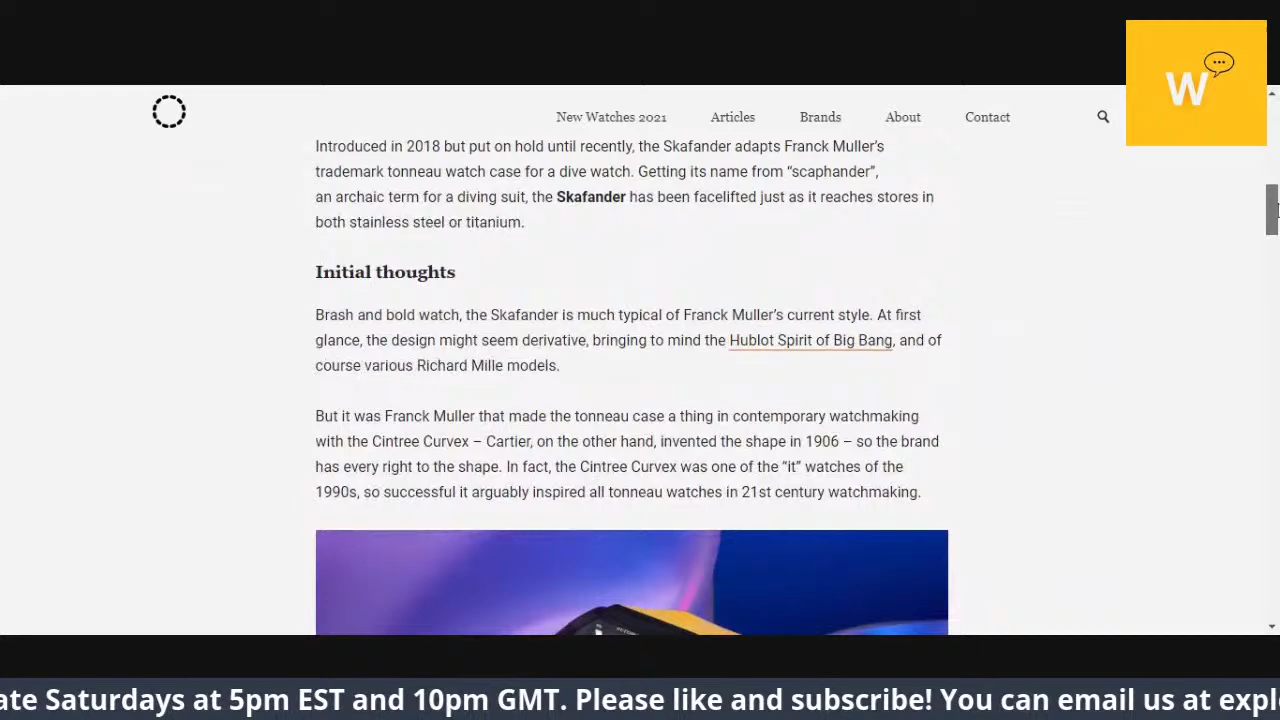 W
New Watches 2021 Articles Brands About Contact
Introduced in 2018 but put on hold until recently, the Skafander adapts Franck Muller’s
trademark tonneau watch case for a dive watch. Getting its name from “scaphander”,
an archaic term for a diving suit, the Skafander has been facelifted just as it reaches stores in
both stainless steel or titanium.
Initial thoughts
Brash and bold watch, the Skafander is much typical of Franck Muller’s current style. At first
glance, the design might seem derivative, bringing to mind the Hublot Spirit of Big Bang, and of
course various Richard Mille models.
But it was Franck Muller that made the tonneau case a thing in contemporary watchmaking
with the Cintree Curvex – Cartier, on the other hand, invented the shape in 1906 – so the brand
has every right to the shape. In fact, the Cintree Curvex was one of the “it” watches of the
1990s, so successful it arguably inspired all tonneau watches in 21st century watchmaking.
Saturdays at 5pm EST and 10pm GMT. Please like and subscribe! You can email us at